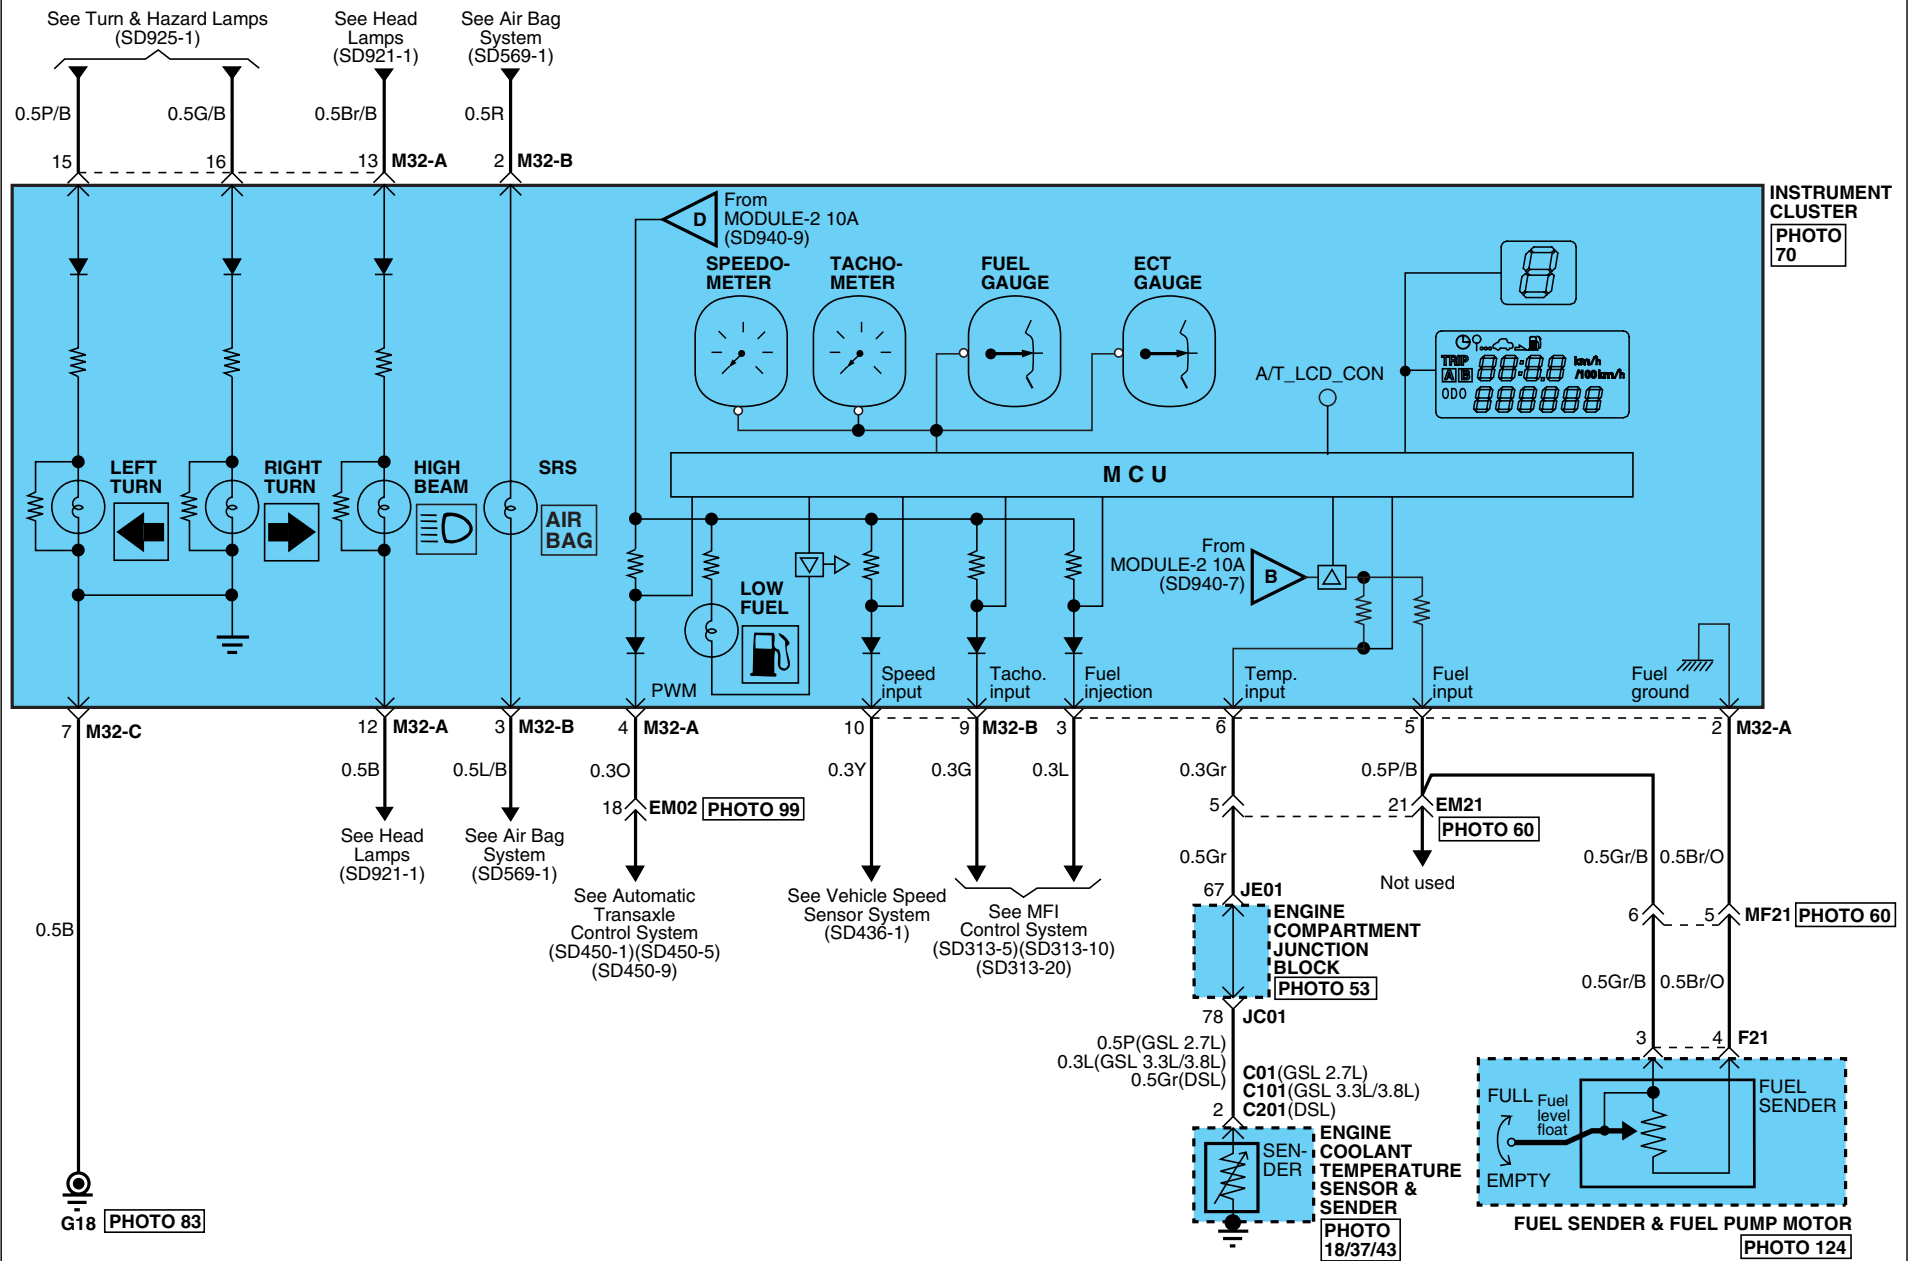 See Turn & Hazard Lamps
(SD925-1)
See Head
Lamps
(SD921-1)
See Air Bag
System
(SD569-1)
0.5P/B
0.5G/B
0.5Br/B
0.5R
15
16
13 M32-A
2 M32-B
INSTRUMENT
CLUSTER
PHOTO
70
D
From
MODULE-2 10A
(SD940-9)
SPEEDO-
METER
TACHO-
METER
FUEL
GAUGE
ECT
GAUGE
A/T_LCD_CON
TRIP
A B
km/h
/100km/h
ODO
M C U
LEFT
TURN
RIGHT
TURN
HIGH
BEAM
SRS
AIR
BAG
LOW
FUEL
From
MODULE-2 10A
(SD940-7)
B
PWM
Speed
input
Tacho.
input
Fuel
injection
Temp.
input
Fuel
input
Fuel
ground
7 M32-C
12 M32-A
3 M32-B
4 M32-A
10
9 M32-B
3
6
5
2 M32-A
0.5B
0.5L/B
0.3O
0.3Y
0.3G
0.3L
0.3Gr
0.5P/B
18 EM02 PHOTO 99
5
21 EM21
PHOTO 60
See Head
Lamps
(SD921-1)
See Air Bag
System
(SD569-1)
See Automatic
Transaxle
Control System
(SD450-1)(SD450-5)
(SD450-9)
See Vehicle Speed
Sensor System
(SD436-1)
See MFI
Control System
(SD313-5)(SD313-10)
(SD313-20)
0.5Gr
Not used
0.5Gr/B
0.5Br/O
67 JE01
ENGINE
COMPARTMENT
JUNCTION
BLOCK
PHOTO 53
6
5 MF21 PHOTO 60
0.5B
0.5Gr/B
0.5Br/O
78 JC01
0.5P(GSL 2.7L)
0.3L(GSL 3.3L/3.8L)
0.5Gr(DSL)
C01(GSL 2.7L)
C101(GSL 3.3L/3.8L)
2 C201(DSL)
SEN-
DER
ENGINE
COOLANT
TEMPERATURE
SENSOR &
SENDER
PHOTO
18/37/43
3
4 F21
FULL
Fuel
level
float
EMPTY
FUEL
SENDER
FUEL SENDER & FUEL PUMP MOTOR
PHOTO 124
G18 PHOTO 83